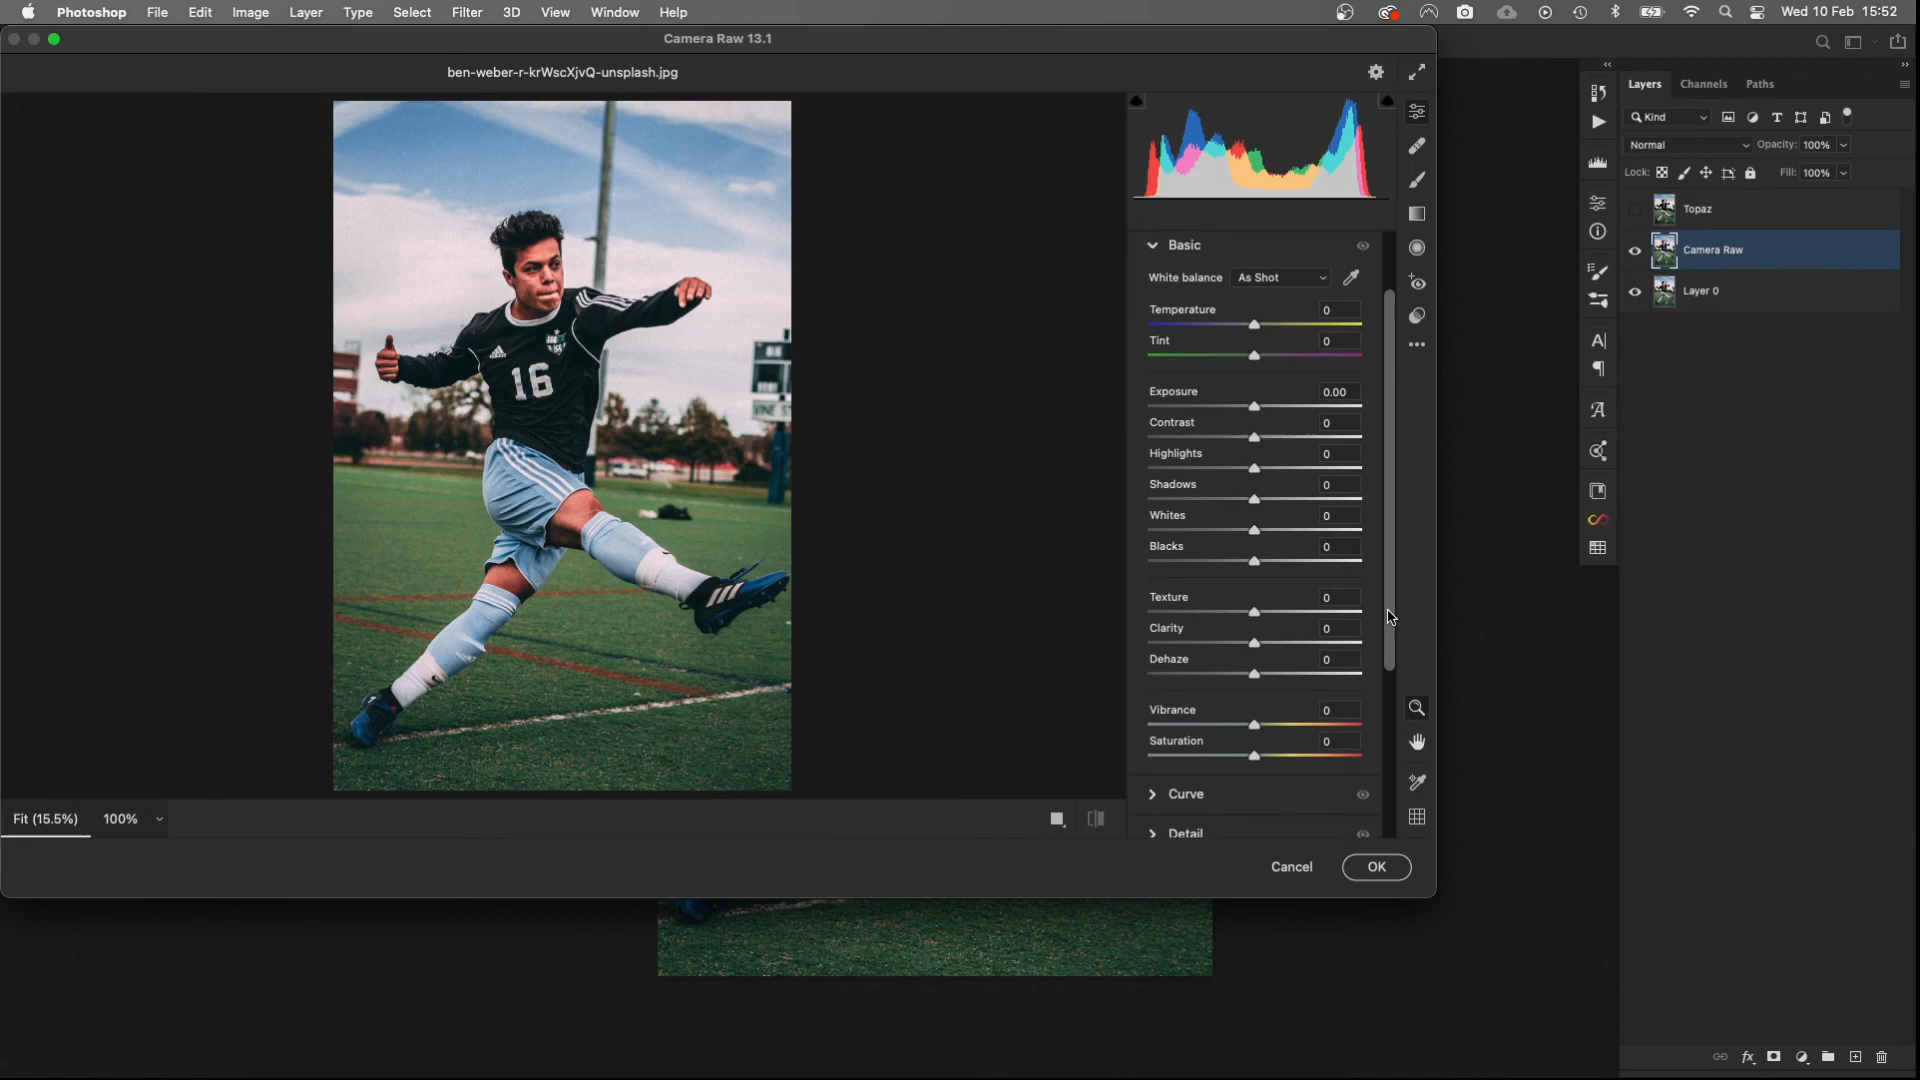 Photoshop File Edit Image Layer Type Select Filter 3D View Window Help Wed 10 Feb 15:52
Camera Raw 13.1
ben-weber-r-krWscXjvQ-unsplash.jpg
Layers Channels Paths
Kind
Normal Opacity: 100%
Lock: Fill: 100%
Topaz
Camera Raw
Layer 0
Basic
White balance As Shot
Temperature 0
Tint 0
Exposure 0.00
Contrast 0
Highlights 0
Shadows 0
Whites 0
Blacks 0
Texture 0
Clarity 0
Dehaze 0
Vibrance 0
Saturation 0
Curve
Detail
16
VINE ST
Fit (15.5%) 100%
Cancel OK